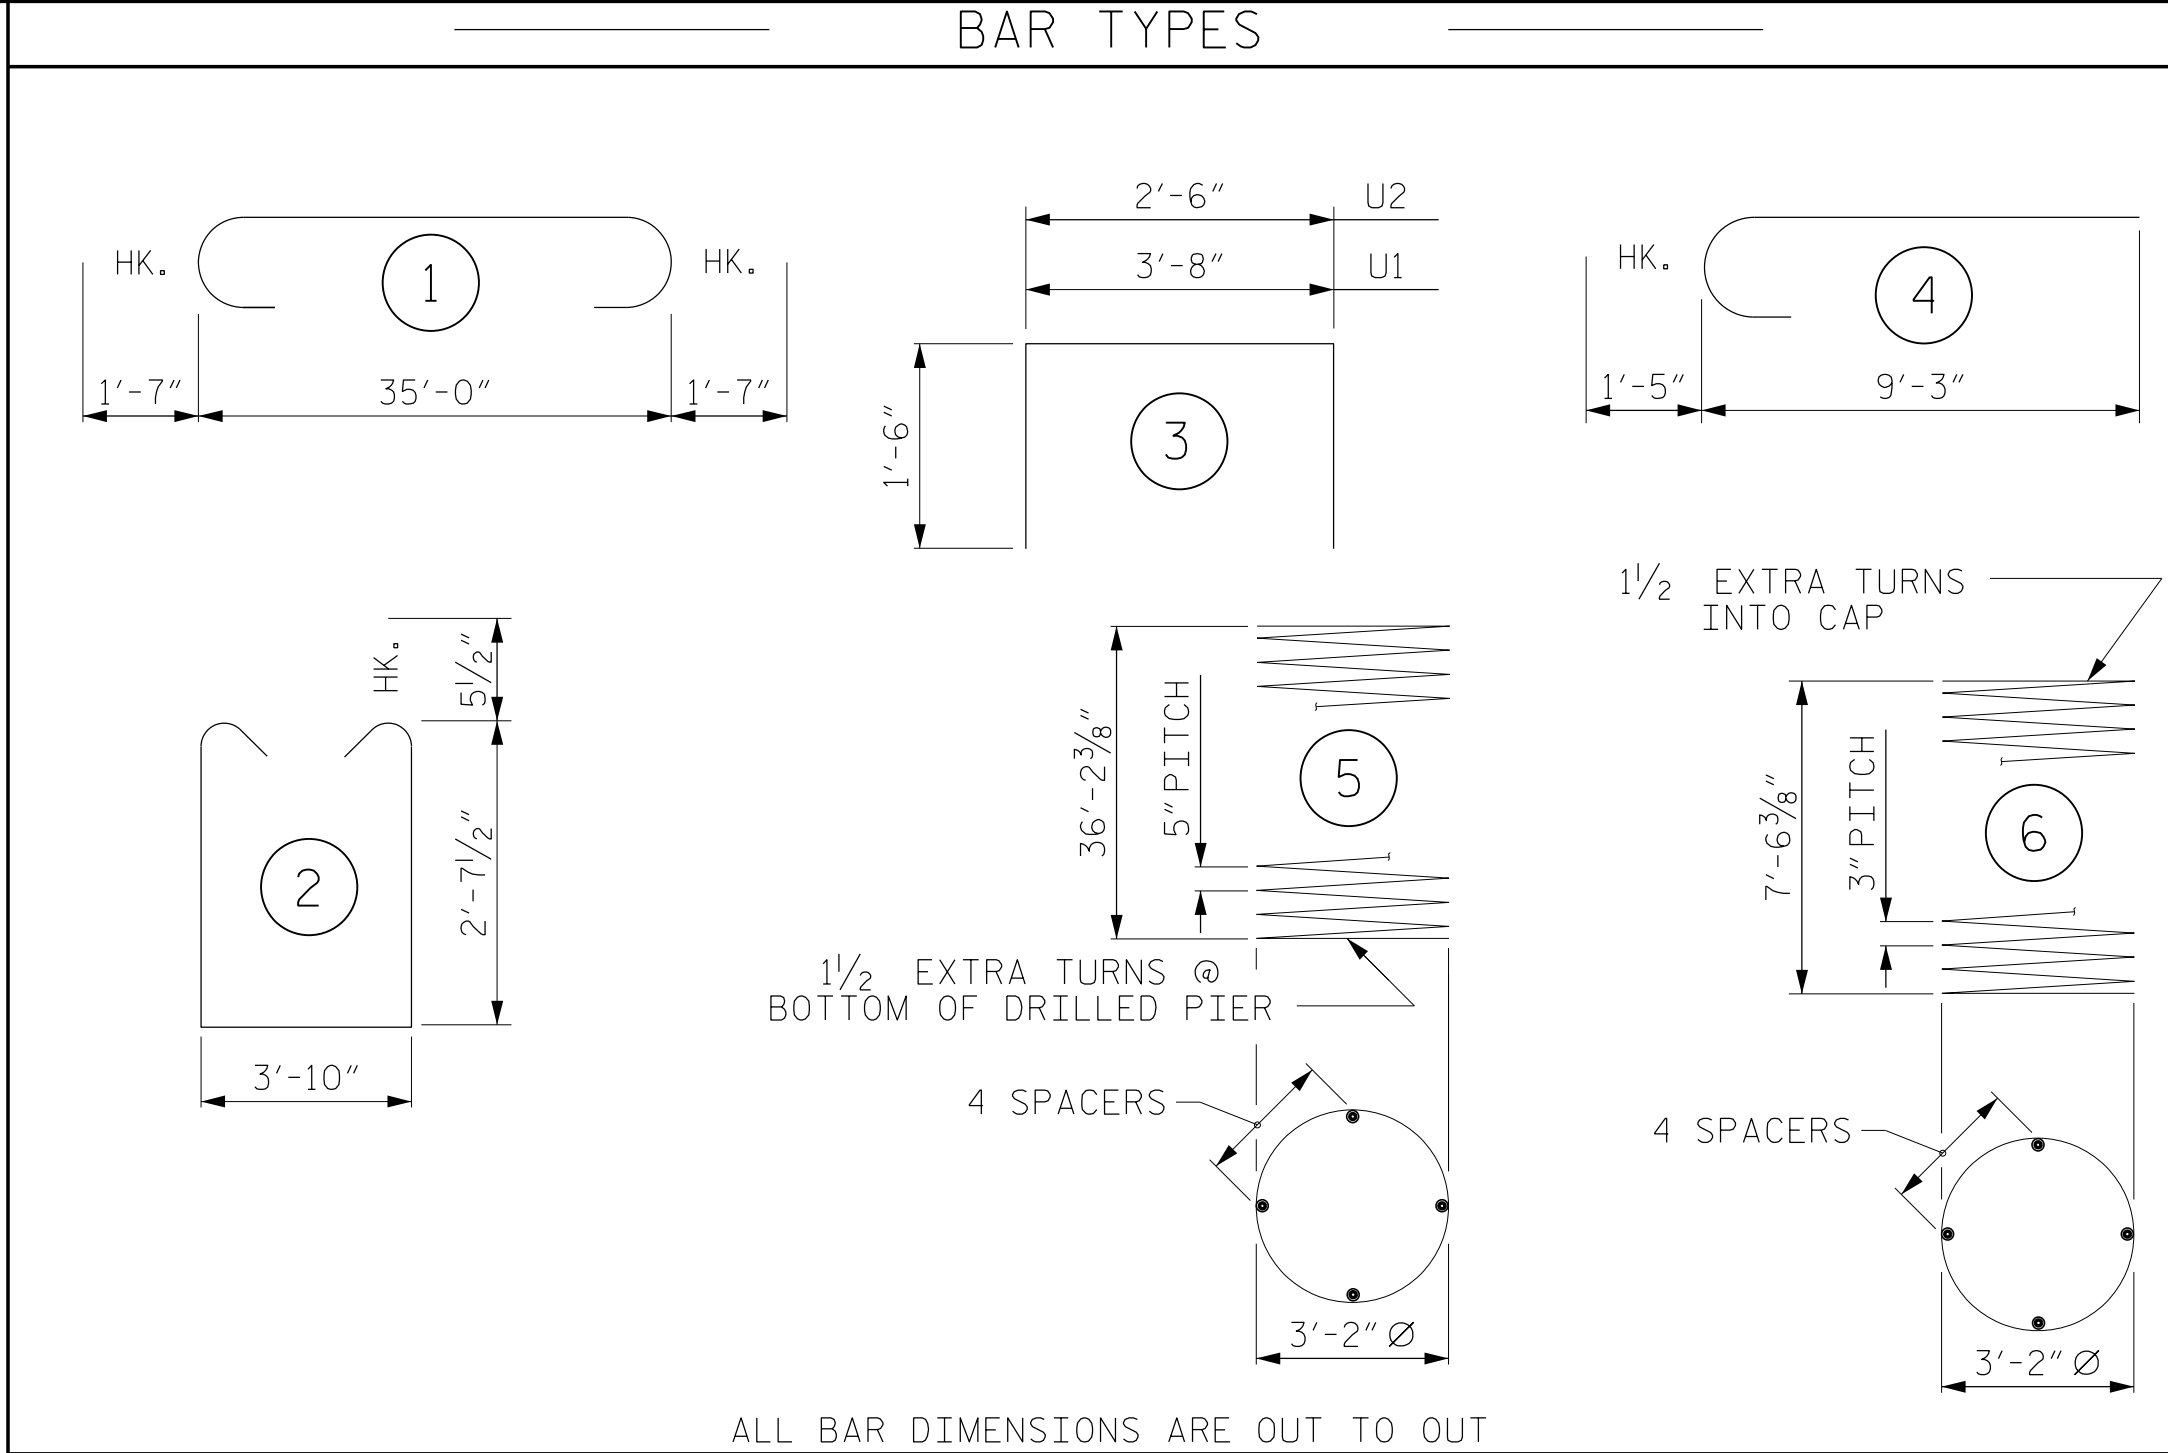 BAR TYPES
HK.
1
HK.
1'-7"
35'-0"
1'-7"
2'-6"
U2
3'-8"
U1
1'-6"
3
HK.
4
1'-5"
9'-3"
HK.
5½"
2'-7½"
2
3'-10"
36'-2⅜"
5" PITCH
5
1½ EXTRA TURNS @
BOTTOM OF DRILLED PIER
4 SPACERS
3'-2" Ø
1½ EXTRA TURNS
INTO CAP
7'-6⅜"
3" PITCH
6
4 SPACERS
3'-2" Ø
ALL BAR DIMENSIONS ARE OUT TO OUT